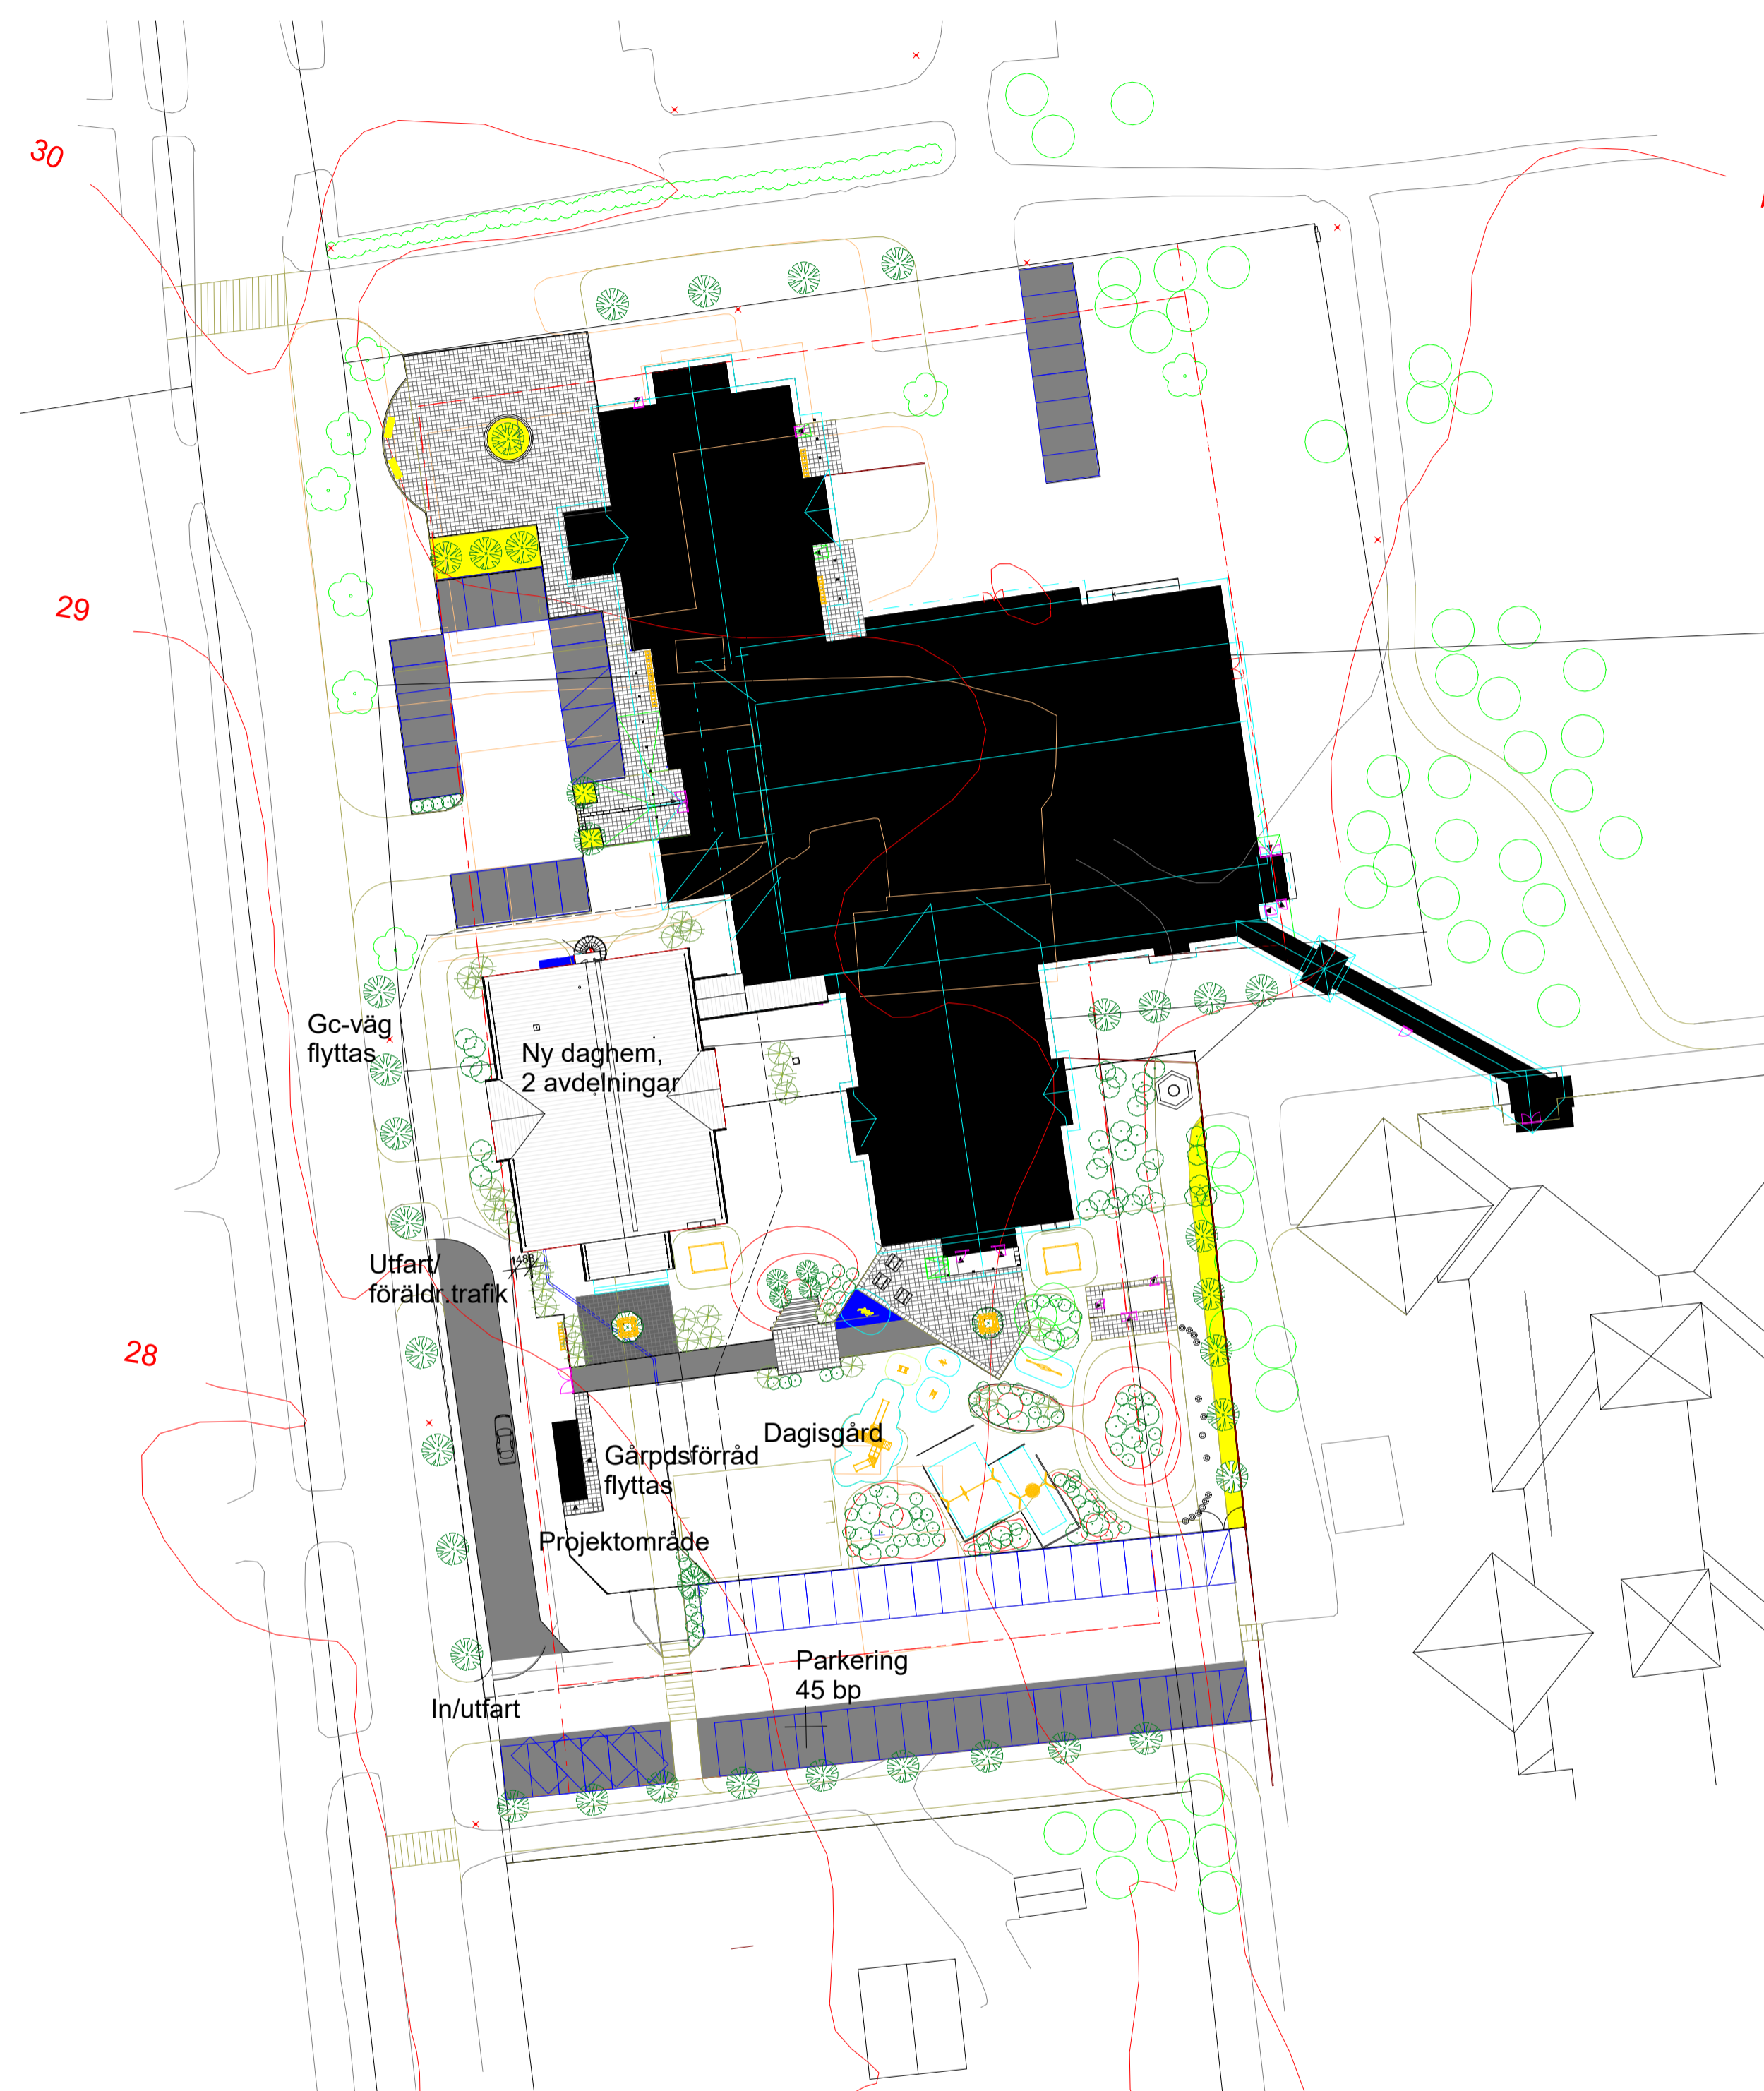 30
29
Gc-väg
flyttas
Ny daghem,
2 avdelningar
Utfart/
föräldr.trafik
28
Dagisgård
Gårpdsförråd
flyttas
Projektområde
Parkering
45 bp
In/utfart